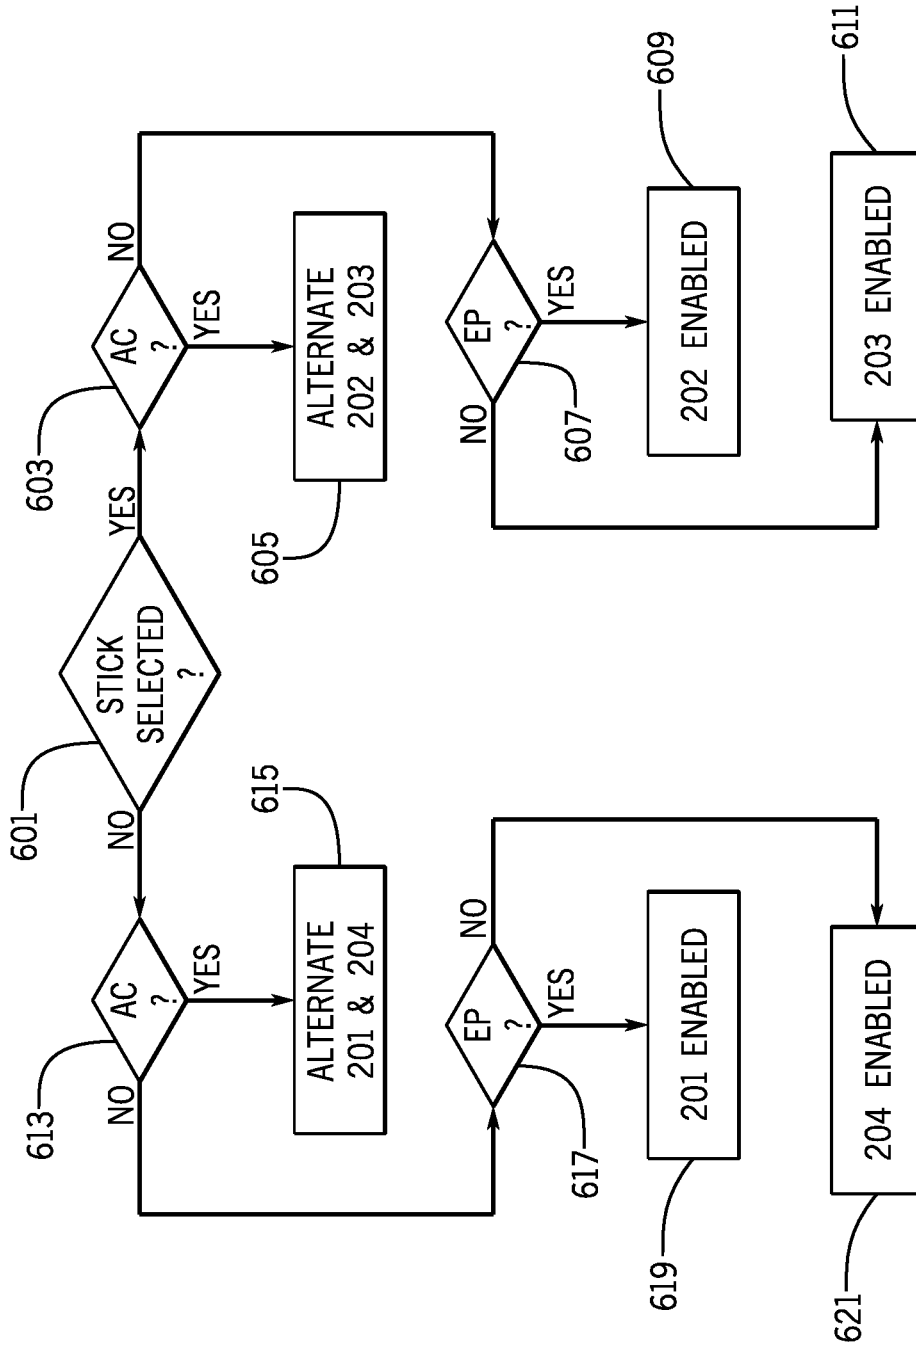 601
STICK
SELECTED
?
NO
YES
613
AC
?
NO
YES
603
AC
?
YES
NO
615
ALTERNATE
201 & 204
605
ALTERNATE
202 & 203
617
EP
?
YES
NO
607
EP
?
NO
YES
619
201 ENABLED
609
202 ENABLED
621
204 ENABLED
611
203 ENABLED